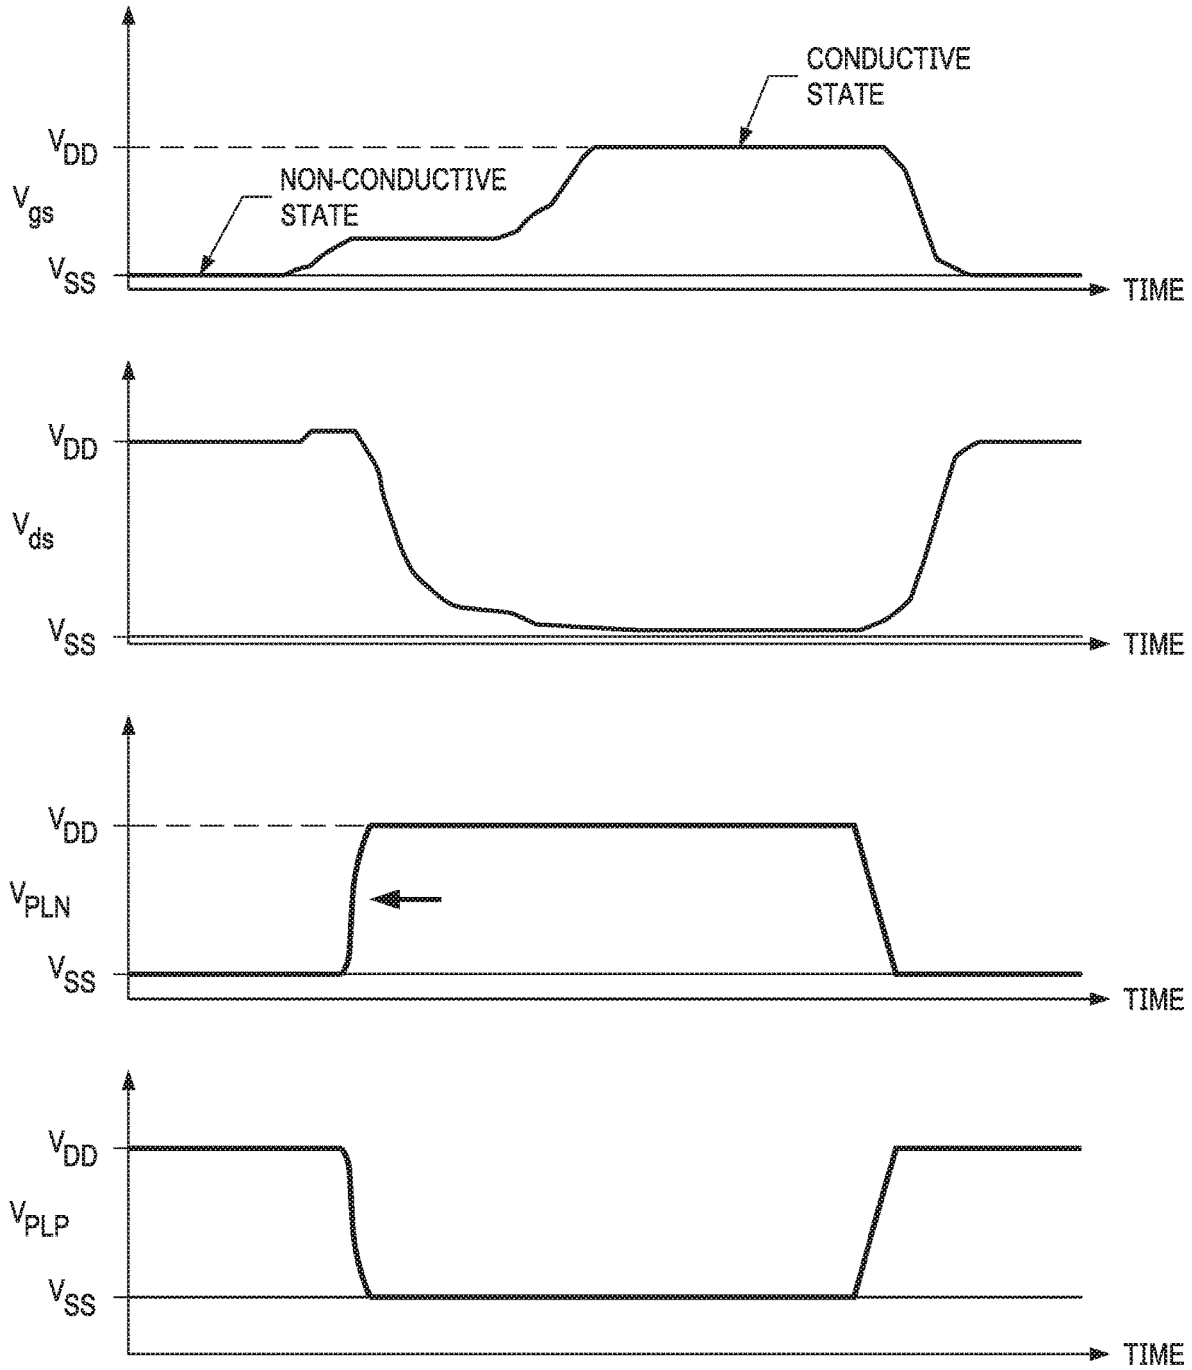 CONDUCTIVE
STATE
VDD
NON-CONDUCTIVE
STATE
Vgs
VSS
TIME
VDD
Vds
VSS
TIME
VDD
VPLN
VSS
TIME
VDD
VPLP
VSS
TIME